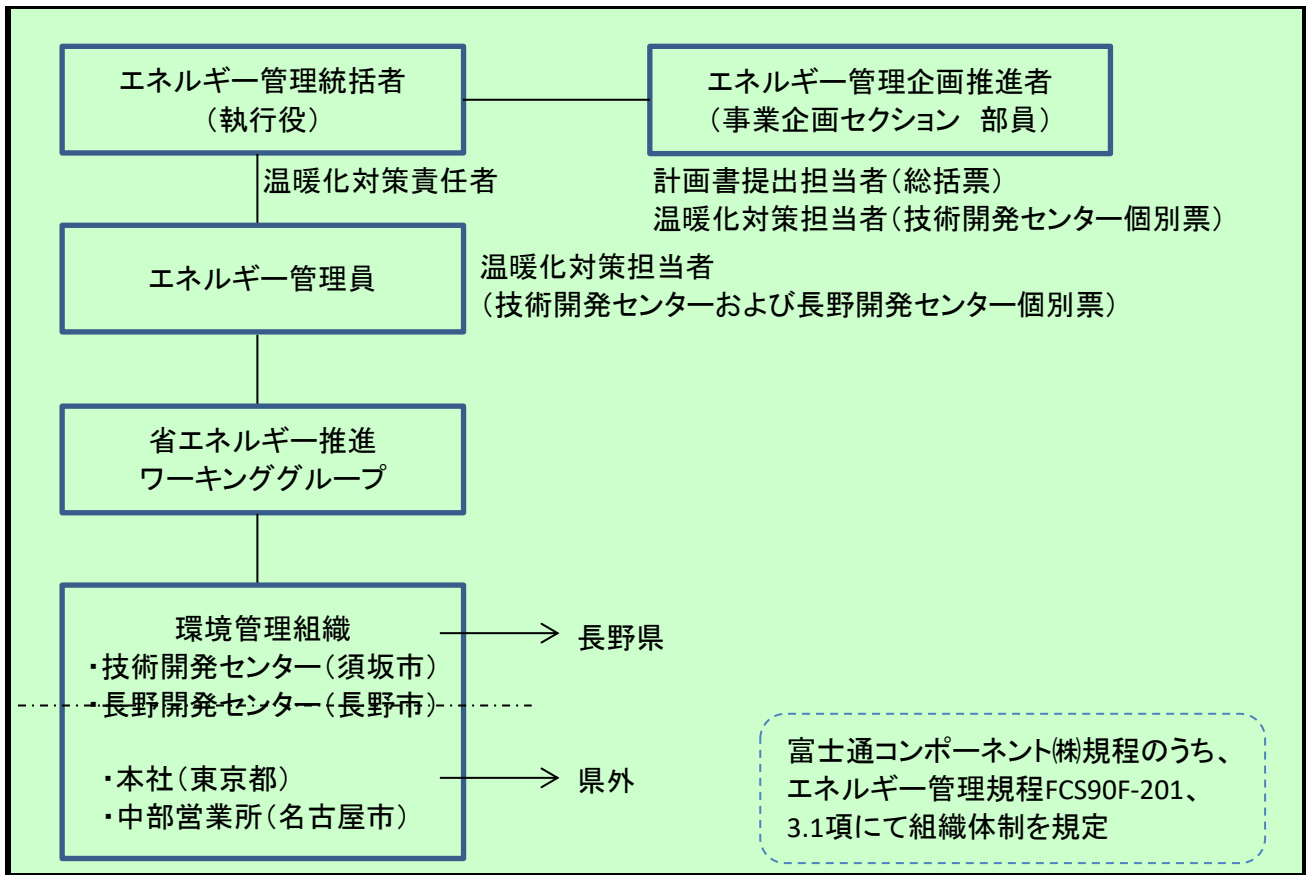 エネルギー管理統括者
（執行役）
エネルギー管理企画推進者
（事業企画セクション　部員）
温暖化対策責任者
計画書提出担当者（総括票）
温暖化対策担当者（技術開発センター個別票）
エネルギー管理員
温暖化対策担当者
（技術開発センターおよび長野開発センター個別票）
省エネルギー推進
ワーキンググループ
環境管理組織
・技術開発センター（須坂市）
・長野開発センター（長野市）
長野県
・本社（東京都）
・中部営業所（名古屋市）
県外
富士通コンポーネント㈱規程のうち、
エネルギー管理規程FCS90F-201、
3.1項にて組織体制を規定